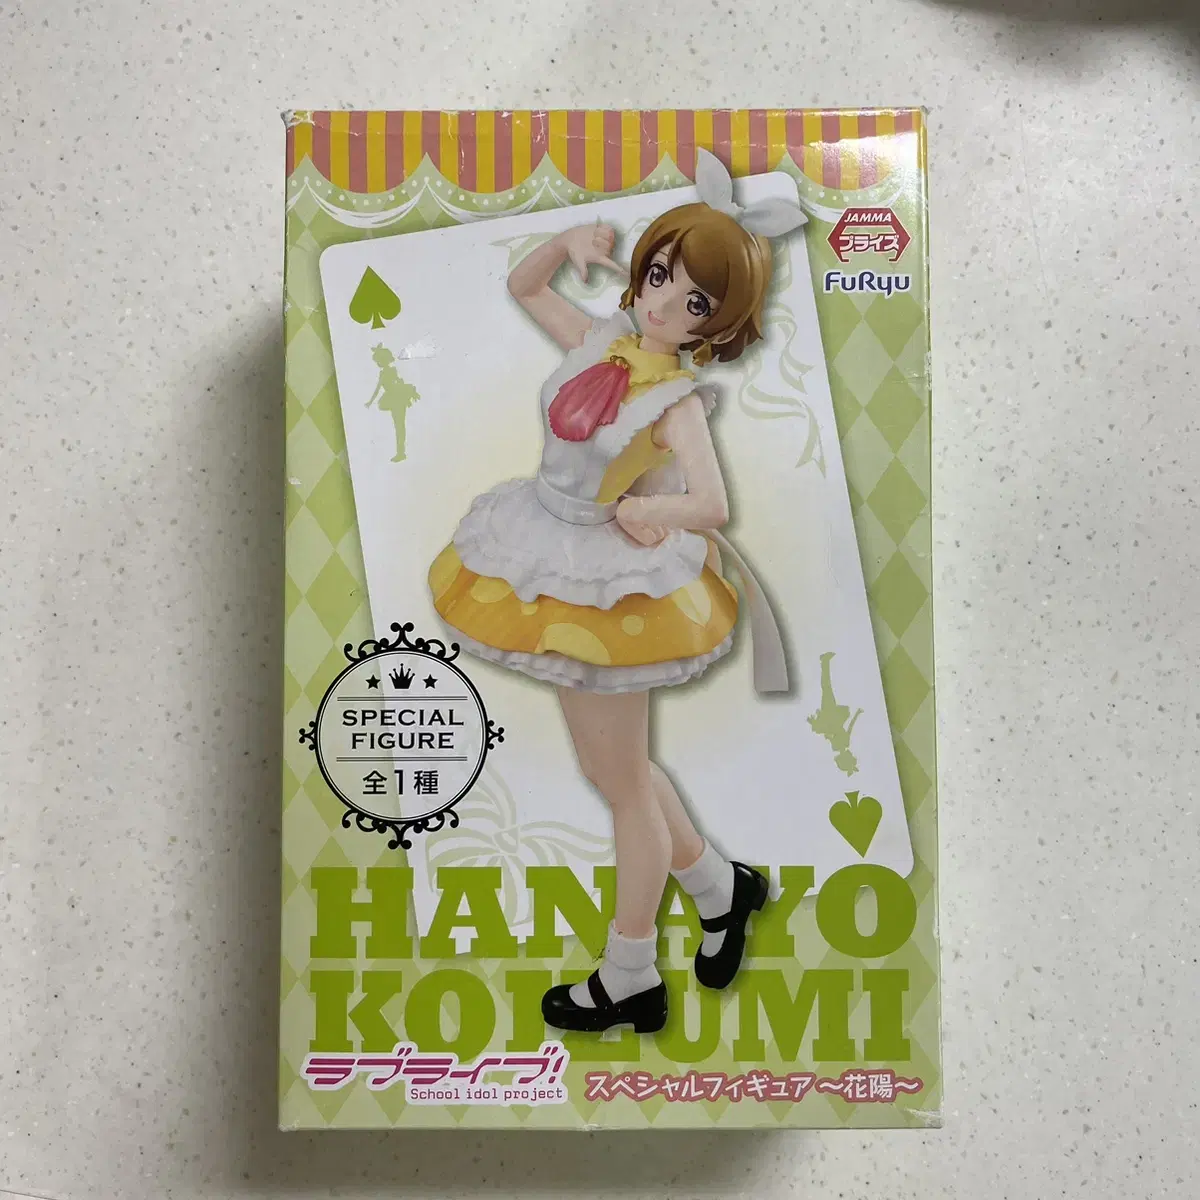 JAMMA
プライズ
FuRyu
SPECIAL
FIGURE
全1種
HANAYO
KOIZUMI
ラブライブ!
School idol project
スペシャルフィギュア ～花陽～